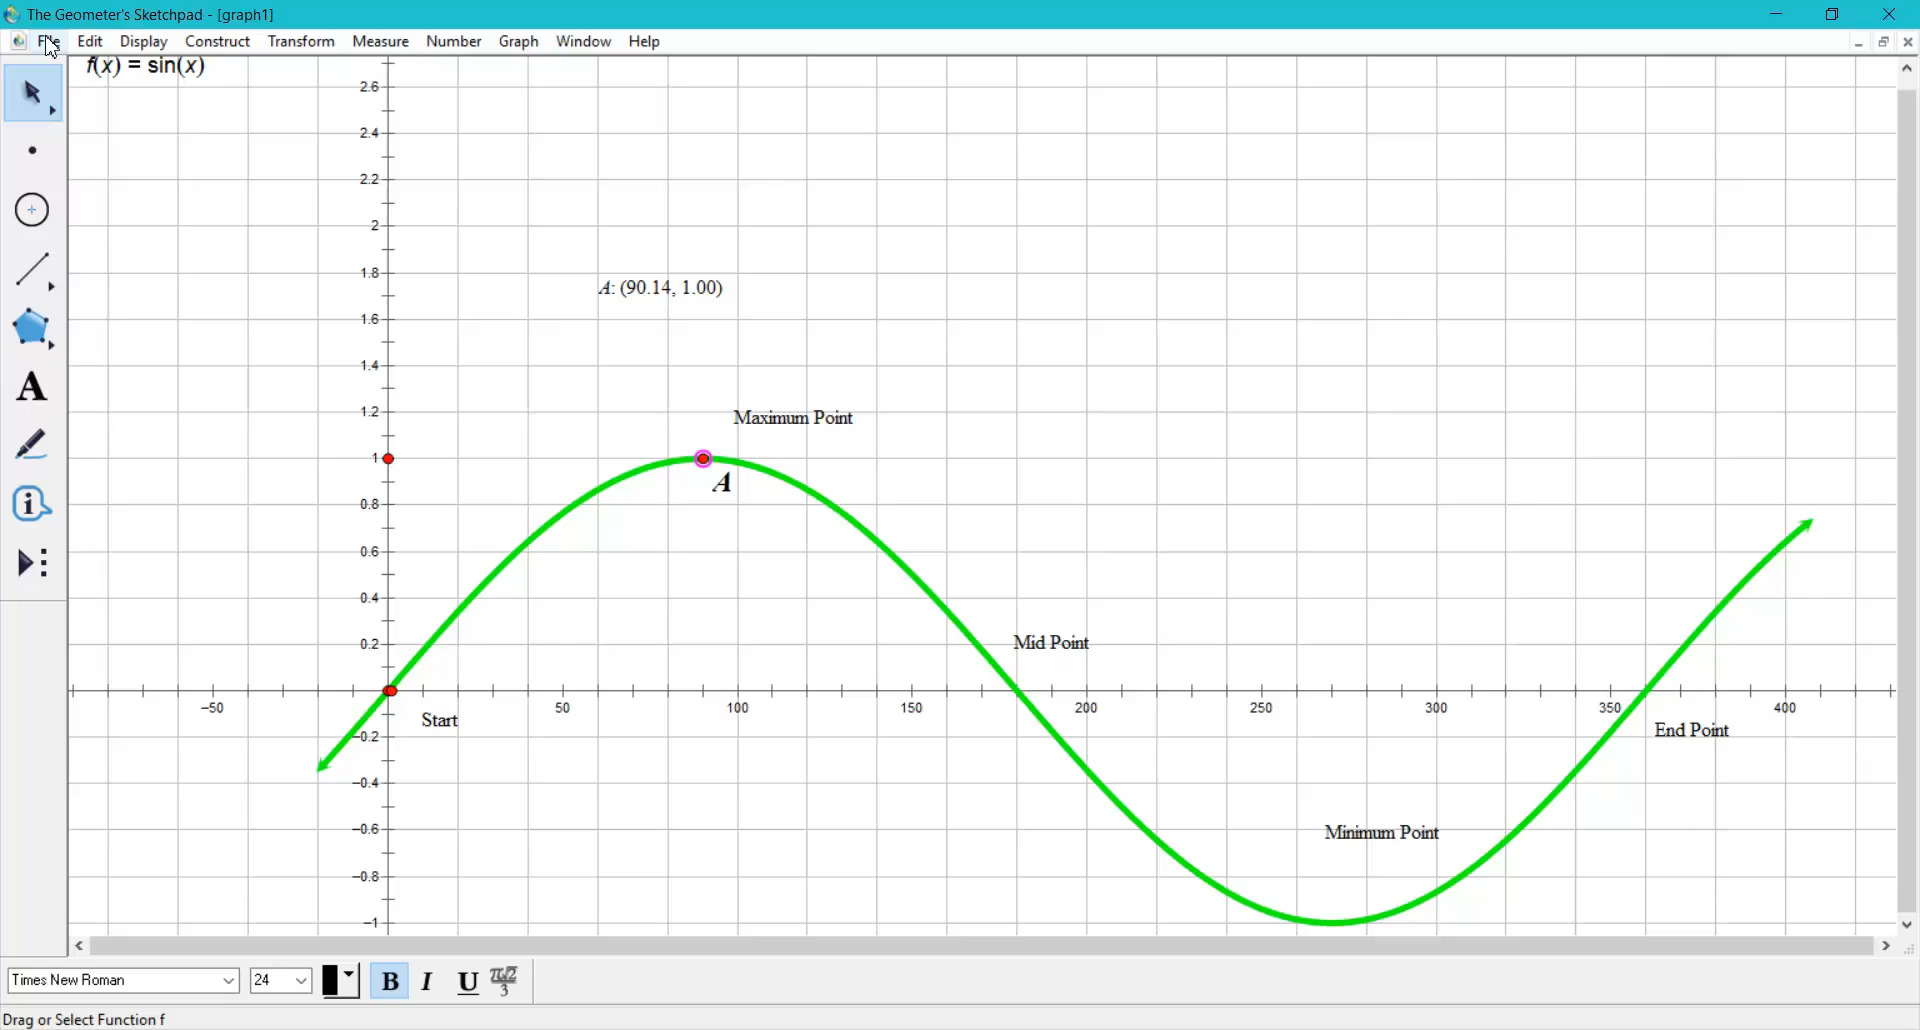 The Geometer's Sketchpad - [graph1]
File Edit Display Construct Transform Measure Number Graph Window Help
f(x) = sin(x)
2.6
2.4
2.2
2
1.8
A: (90.14, 1.00)
1.6
1.4
1.2
Maximum Point
1
A
0.8
0.6
0.4
0.2
Mid Point
−50 50 100 150 200 250 300 350 400
Start
End Point
−0.2
−0.4
−0.6
Minimum Point
−0.8
−1
Times New Roman 24 B I U π√2/3
Drag or Select Function f